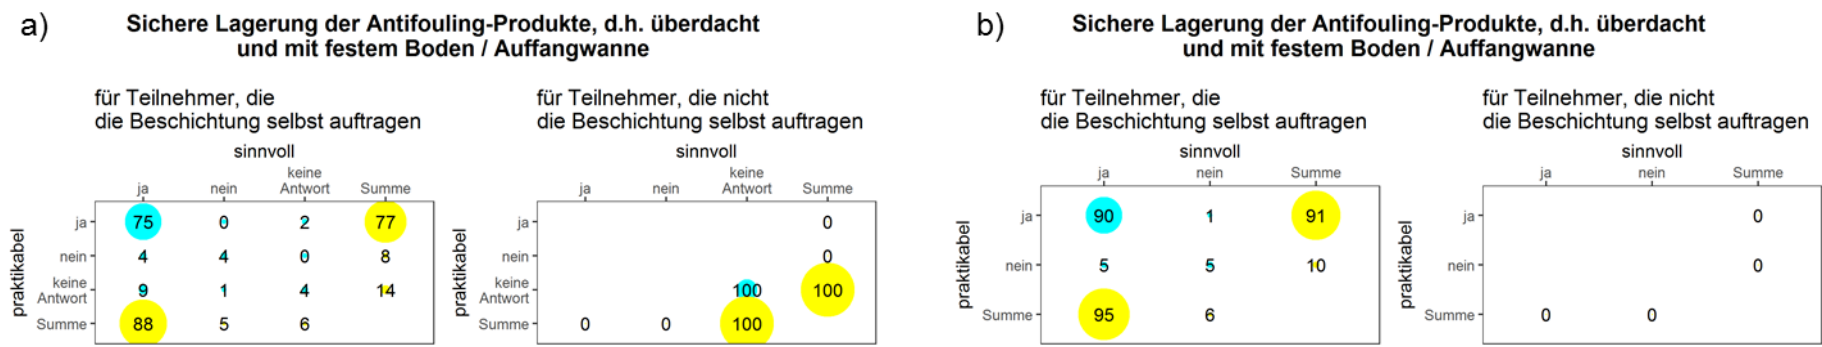 a)
Sichere Lagerung der Antifouling-Produkte, d.h. überdacht
und mit festem Boden / Auffangwanne
für Teilnehmer, die
die Beschichtung selbst auftragen
sinnvoll
ja nein keine Antwort Summe
praktikabel
ja 75 0 2 77
nein 4 4 0 8
keine Antwort 9 1 4 14
Summe 88 5 6
für Teilnehmer, die nicht
die Beschichtung selbst auftragen
sinnvoll
ja nein keine Antwort Summe
praktikabel
ja 0
nein 0
keine Antwort 100 100
Summe 0 0 100
b)
Sichere Lagerung der Antifouling-Produkte, d.h. überdacht
und mit festem Boden / Auffangwanne
für Teilnehmer, die
die Beschichtung selbst auftragen
sinnvoll
ja nein Summe
praktikabel
ja 90 1 91
nein 5 5 10
Summe 95 6
für Teilnehmer, die nicht
die Beschichtung selbst auftragen
sinnvoll
ja nein Summe
praktikabel
ja 0
nein 0
Summe 0 0